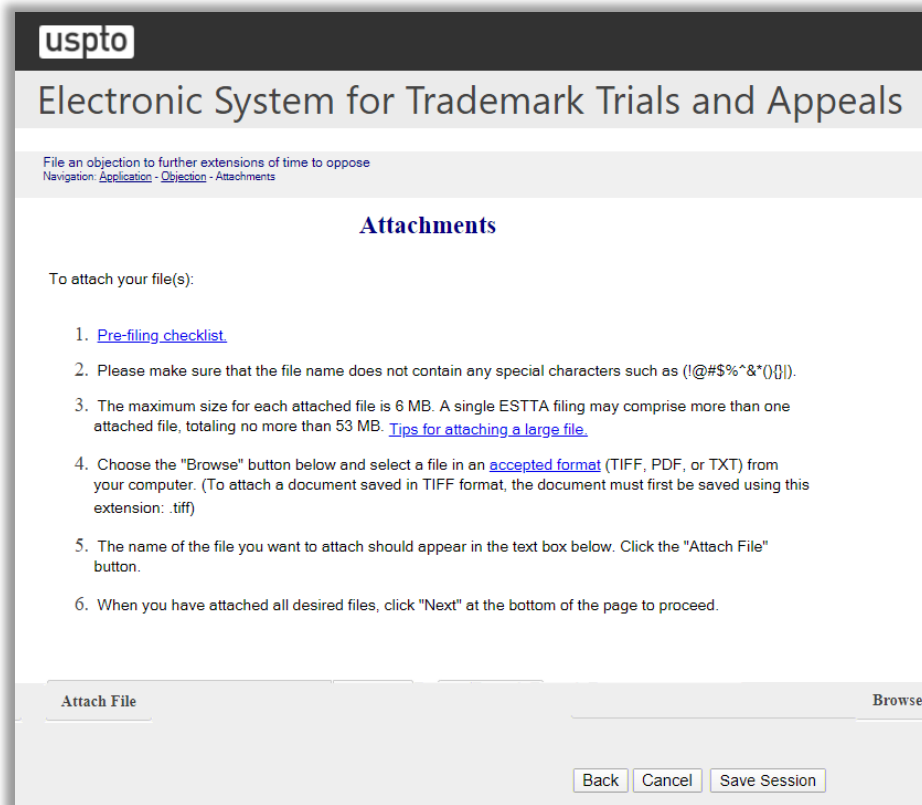 uspto
Electronic System for Trademark Trials and Appeals
File an objection to further extensions of time to oppose
Navigation: Application - Objection - Attachments
Attachments
To attach your file(s):
1. Pre-filing checklist.
2. Please make sure that the file name does not contain any special characters such as (!@#$%^&*(){}|).
3. The maximum size for each attached file is 6 MB. A single ESTTA filing may comprise more than one
attached file, totaling no more than 53 MB. Tips for attaching a large file.
4. Choose the "Browse" button below and select a file in an accepted format (TIFF, PDF, or TXT) from
your computer. (To attach a document saved in TIFF format, the document must first be saved using this
extension: .tiff)
5. The name of the file you want to attach should appear in the text box below. Click the "Attach File"
button.
6. When you have attached all desired files, click "Next" at the bottom of the page to proceed.
Attach File Browse
Back Cancel Save Session